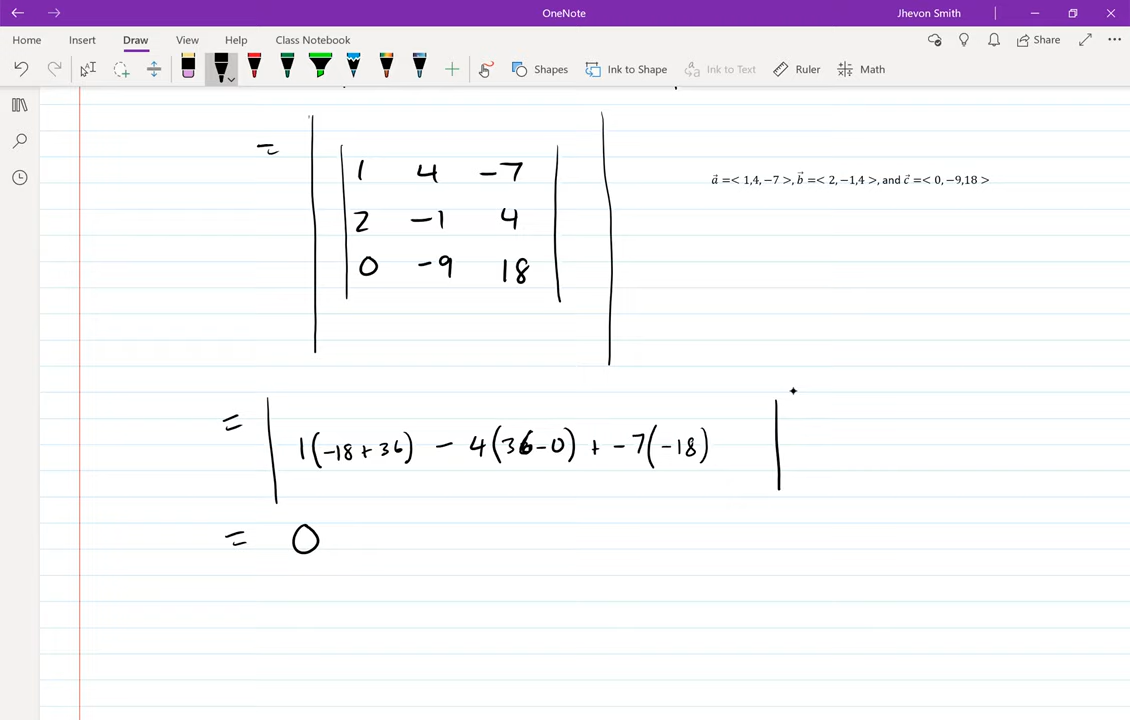 OneNote
Jhevon Smith
Home Insert Draw View Help Class Notebook
Share
Shapes Ink to Shape Ink to Text Ruler Math
= | | 1 4 -7
2 -1 4
0 -9 18 | |
a⃗ =< 1,4, −7 >, b⃗ =< 2, −1,4 >, and c⃗ =< 0, −9,18 >
= | 1(-18+36) - 4(36-0) + -7(-18) |
= 0